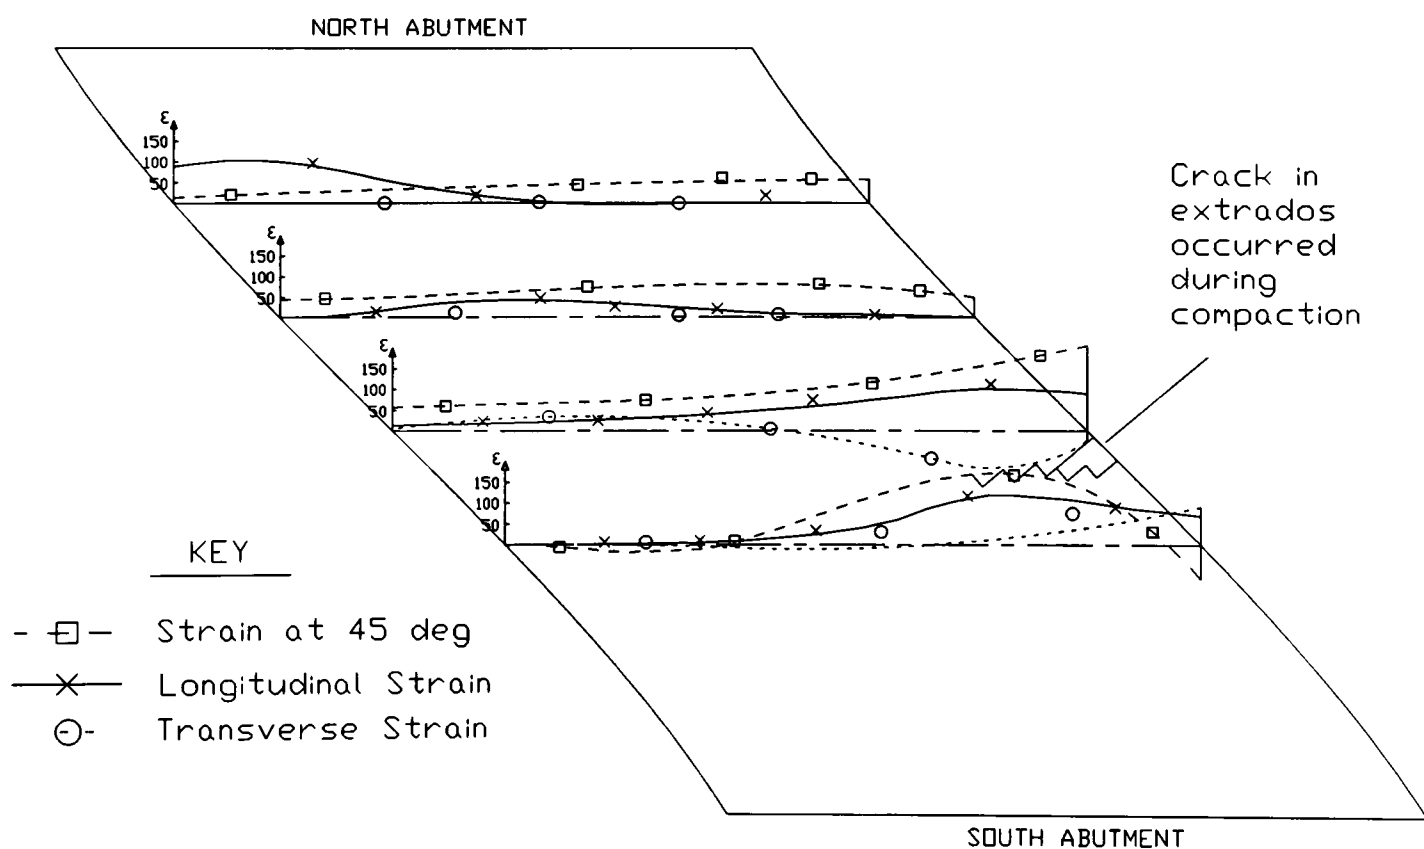 NORTH ABUTMENT
ε
150
100
50
Crack in
extrados
occurred
during
compaction
ε
150
100
50
ε
150
100
50
ε
150
100
50
KEY
Strain at 45 deg
Longitudinal Strain
Transverse Strain
SOUTH ABUTMENT